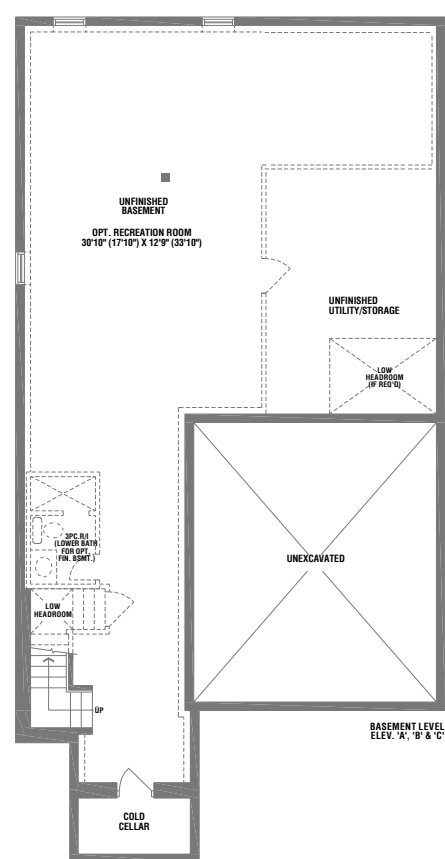 UNFINISHED
BASEMENT
OPT. RECREATION ROOM
30'10" (17'10") X 12'9" (33'10")
UNFINISHED
UTILITY/STORAGE
LOW
HEADROOM
(IF REQ'D)
3PC.R/I
(LOWER BATH
FOR OPT.
FIN. BSMT.)
UNEXCAVATED
LOW
HEADROOM
UP
BASEMENT LEVEL
ELEV. 'A', 'B' & 'C'
COLD
CELLAR